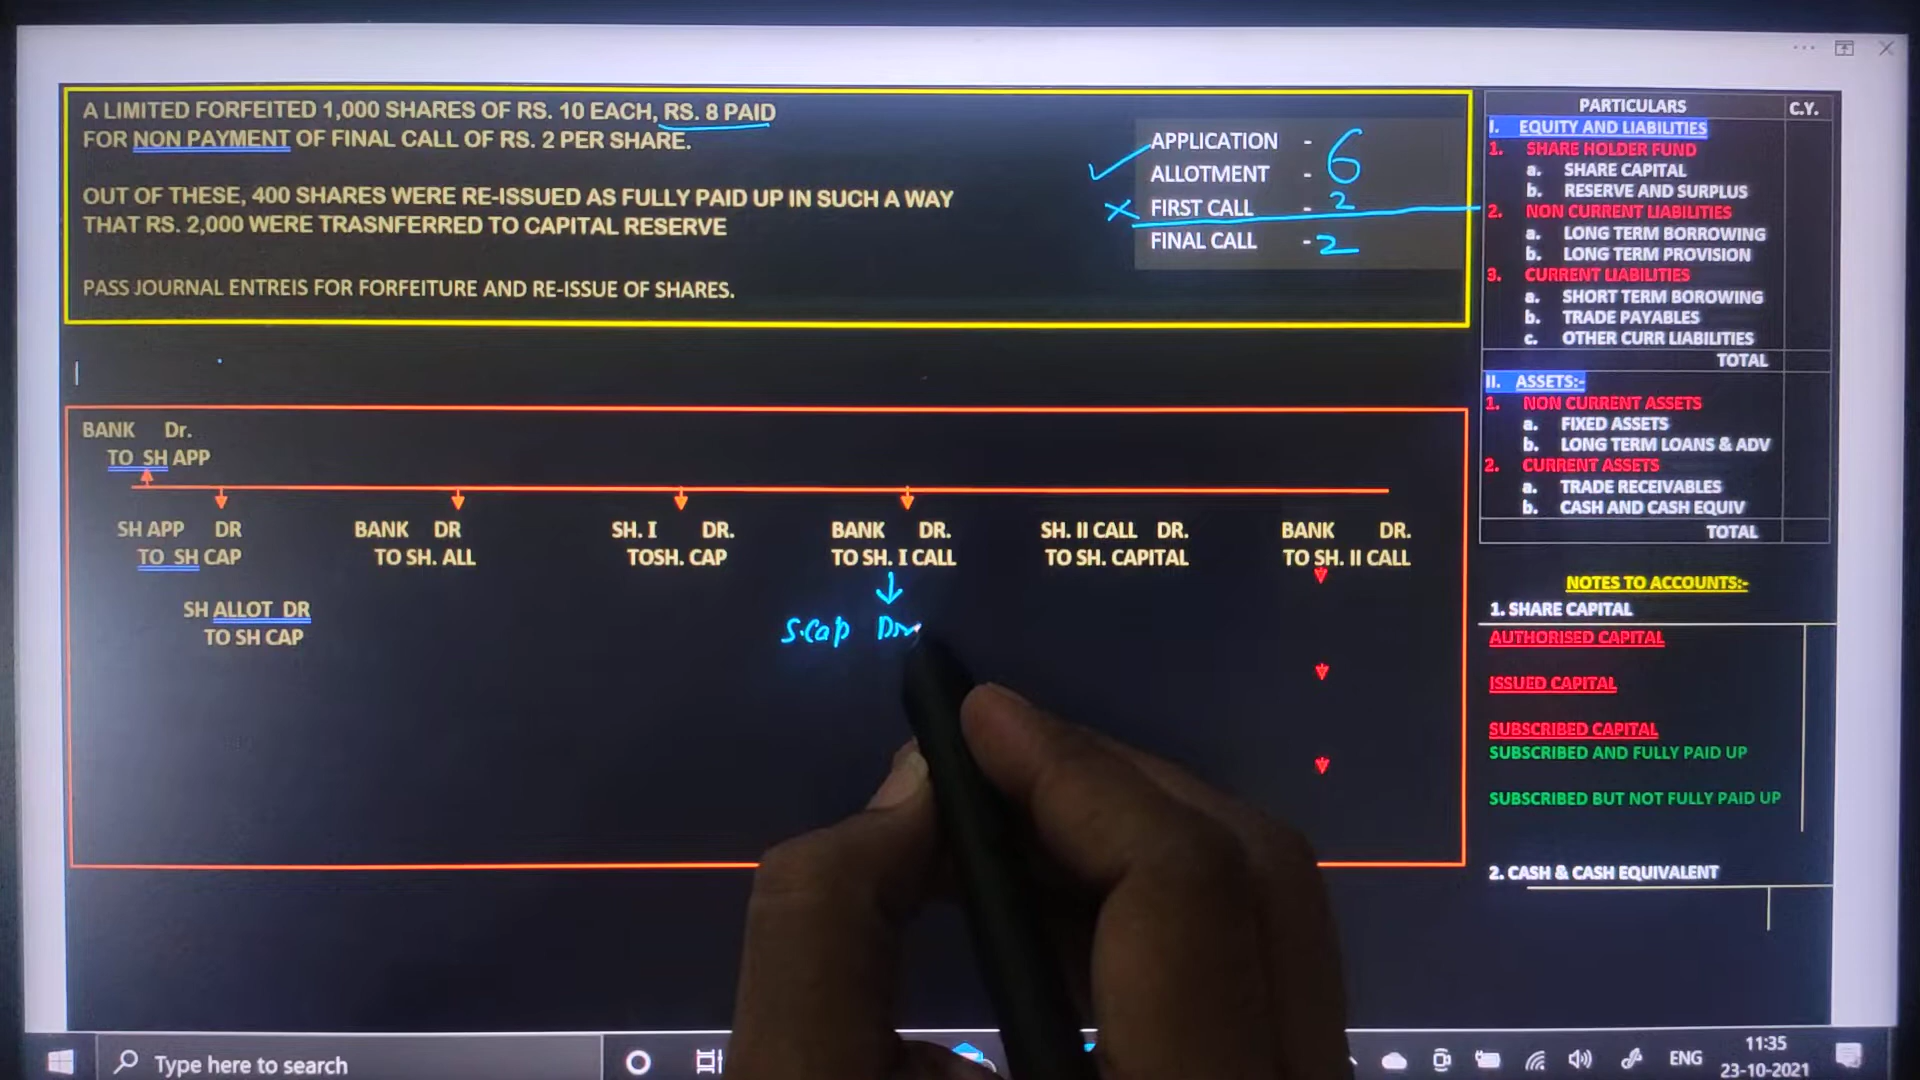 A LIMITED FORFEITED 1,000 SHARES OF RS. 10 EACH, RS. 8 PAID
FOR NON PAYMENT OF FINAL CALL OF RS. 2 PER SHARE.
OUT OF THESE, 400 SHARES WERE RE-ISSUED AS FULLY PAID UP IN SUCH A WAY
THAT RS. 2,000 WERE TRASNFERRED TO CAPITAL RESERVE
PASS JOURNAL ENTREIS FOR FORFEITURE AND RE-ISSUE OF SHARES.
APPLICATION -
ALLOTMENT - 6
FIRST CALL - 2
FINAL CALL - 2
BANK Dr.
TO SH APP
SH APP DR
TO SH CAP
SH ALLOT DR
TO SH CAP
BANK DR
TO SH. ALL
SH. I DR.
TOSH. CAP
BANK DR.
TO SH. I CALL
S.Cap Dr
SH. II CALL DR.
TO SH. CAPITAL
BANK DR.
TO SH. II CALL
PARTICULARS C.Y.
I. EQUITY AND LIABILITIES
1. SHARE HOLDER FUND
a. SHARE CAPITAL
b. RESERVE AND SURPLUS
2. NON CURRENT LIABILITIES
a. LONG TERM BORROWING
b. LONG TERM PROVISION
3. CURRENT LIABILITIES
a. SHORT TERM BOROWING
b. TRADE PAYABLES
c. OTHER CURR LIABILITIES
TOTAL
II. ASSETS:-
1. NON CURRENT ASSETS
a. FIXED ASSETS
b. LONG TERM LOANS & ADV
2. CURRENT ASSETS
a. TRADE RECEIVABLES
b. CASH AND CASH EQUIV
TOTAL
NOTES TO ACCOUNTS:-
1. SHARE CAPITAL
AUTHORISED CAPITAL
ISSUED CAPITAL
SUBSCRIBED CAPITAL
SUBSCRIBED AND FULLY PAID UP
SUBSCRIBED BUT NOT FULLY PAID UP
2. CASH & CASH EQUIVALENT
Type here to search
ENG
11:35
23-10-2021